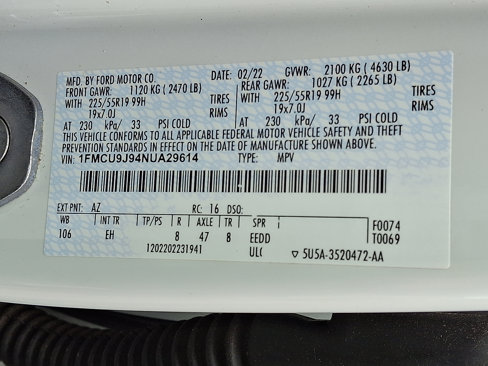 MFD. BY FORD MOTOR CO. DATE: 02/22 GVWR: 2100 KG ( 4630 LB)
FRONT GAWR: 1120 KG ( 2470 LB) REAR GAWR: 1027 KG ( 2265 LB)
WITH 225/55R19 99H TIRES WITH 225/55R19 99H TIRES
19x7.0J RIMS 19x7.0J RIMS
AT 230 kPa/ 33 PSI COLD AT 230 kPa/ 33 PSI COLD
THIS VEHICLE CONFORMS TO ALL APPLICABLE FEDERAL MOTOR VEHICLE SAFETY AND THEFT
PREVENTION STANDARDS IN EFFECT ON THE DATE OF MANUFACTURE SHOWN ABOVE.
VIN: 1FMCU9J94NUA29614 TYPE: MPV
EXT PNT: AZ RC: 16 DSO:
WB INT TR TP/PS R AXLE TR SPR F0074
106 EH 8 47 8 EEDD T0069
1202202231941 ULC ▽ 5U5A-3520472-AA